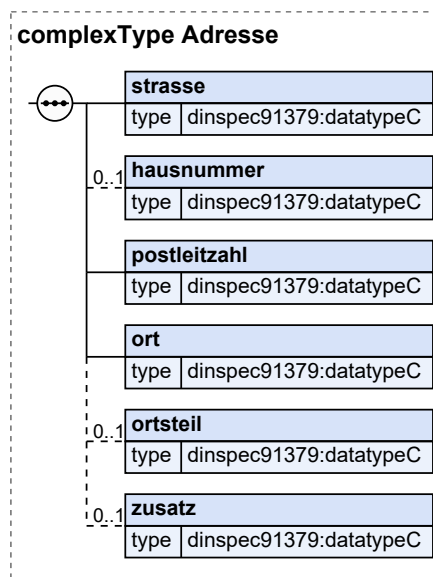 complexType Adresse
strasse
type dinspec91379:datatypeC
0..1 hausnummer
type dinspec91379:datatypeC
postleitzahl
type dinspec91379:datatypeC
ort
type dinspec91379:datatypeC
0..1 ortsteil
type dinspec91379:datatypeC
0..1 zusatz
type dinspec91379:datatypeC